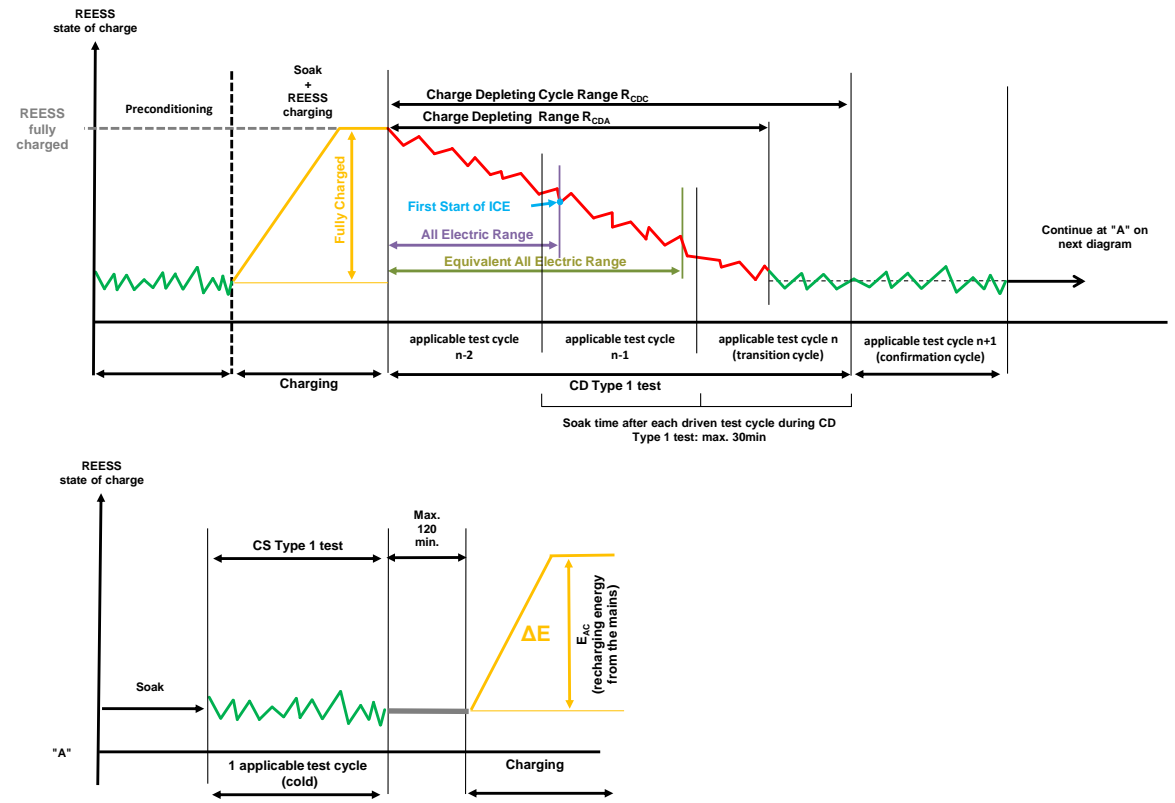 REESS
state of charge
Preconditioning
Soak
+
REESS
charging
Charge Depleting Cycle Range RCDC
Charge Depleting Range RCDA
REESS
fully
charged
Fully Charged
First Start of ICE
All Electric Range
Equivalent All Electric Range
Continue at "A" on
next diagram
applicable test cycle
n-2
applicable test cycle
n-1
applicable test cycle n
(transition cycle)
applicable test cycle n+1
(confirmation cycle)
Charging
CD Type 1 test
Soak time after each driven test cycle during CD
Type 1 test: max. 30min
REESS
state of charge
CS Type 1 test
Max.
120
min.
ΔE
EAC
(recharging energy
from the mains)
Soak
"A"
1 applicable test cycle
(cold)
Charging